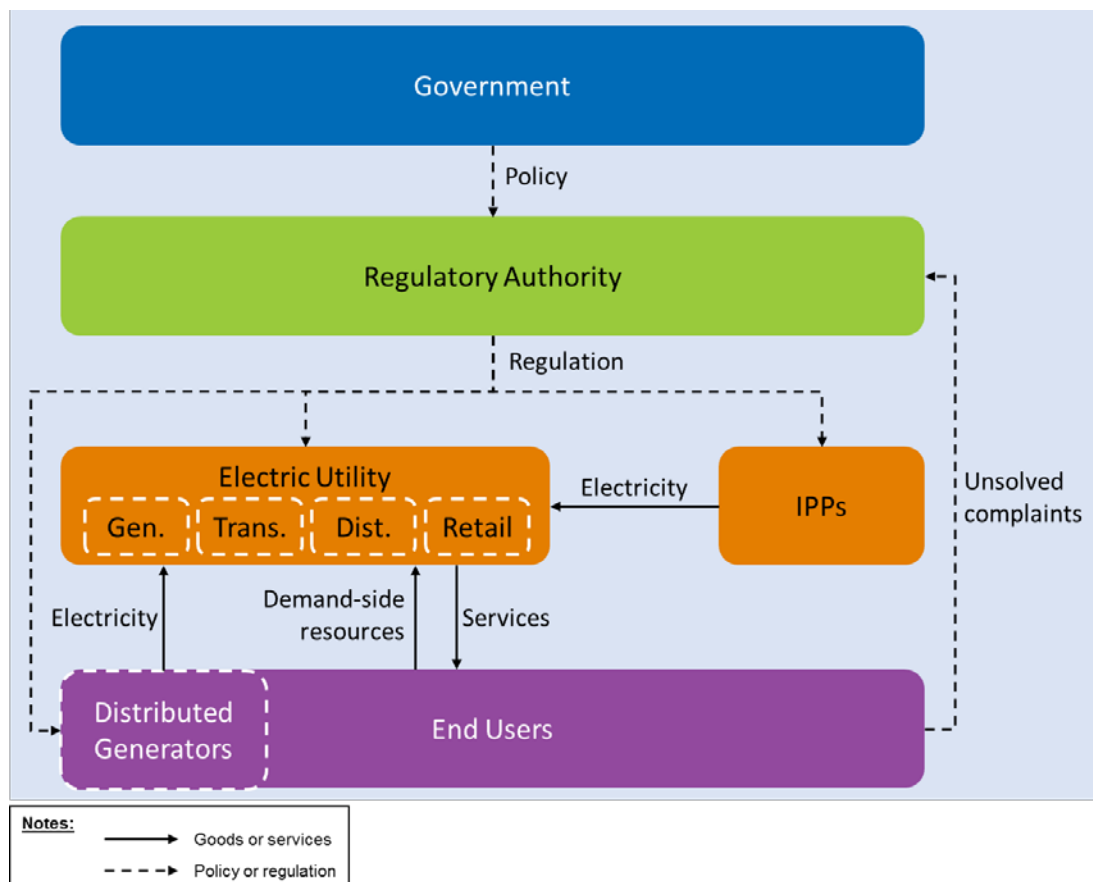 Government
Policy
Regulatory Authority
Regulation
Electric Utility
Gen.
Trans.
Dist.
Retail
Electricity
IPPs
Unsolved
complaints
Electricity
Demand-side
resources
Services
Distributed
Generators
End Users
Notes:
Goods or services
Policy or regulation